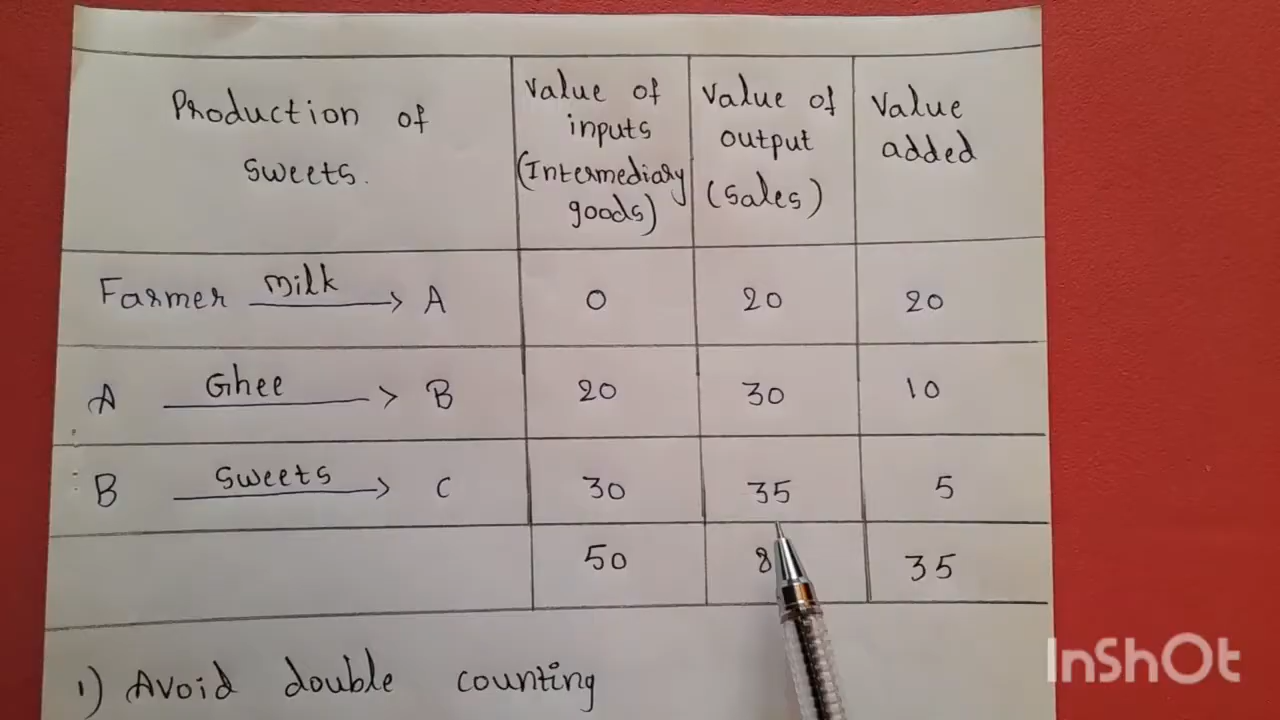 Production of
sweets.
Value of
inputs
(Intermediary
goods)
Value of
output
(Sales)
Value
added
Farmer milk A
0
20
20
A Ghee B
20
30
10
B Sweets C
30
35
5
50
8
35
1) Avoid double counting
InShOt